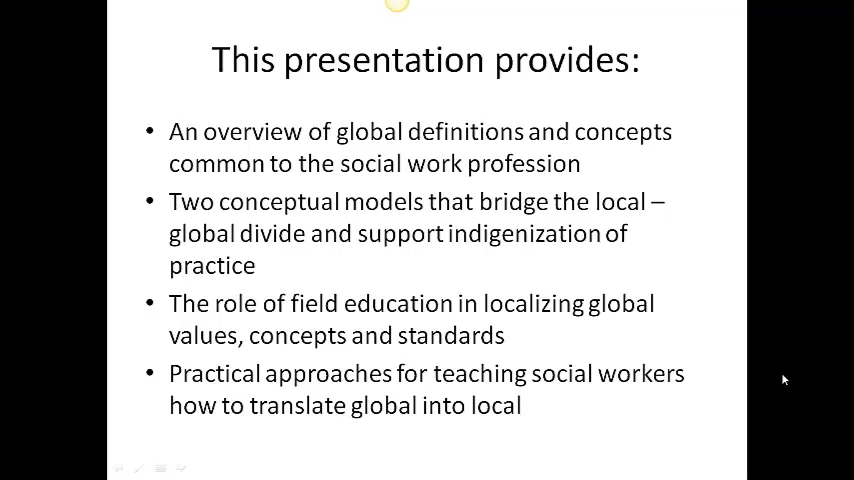 This presentation provides:
• An overview of global definitions and concepts
common to the social work profession
• Two conceptual models that bridge the local –
global divide and support indigenization of
practice
• The role of field education in localizing global
values, concepts and standards
• Practical approaches for teaching social workers
how to translate global into local